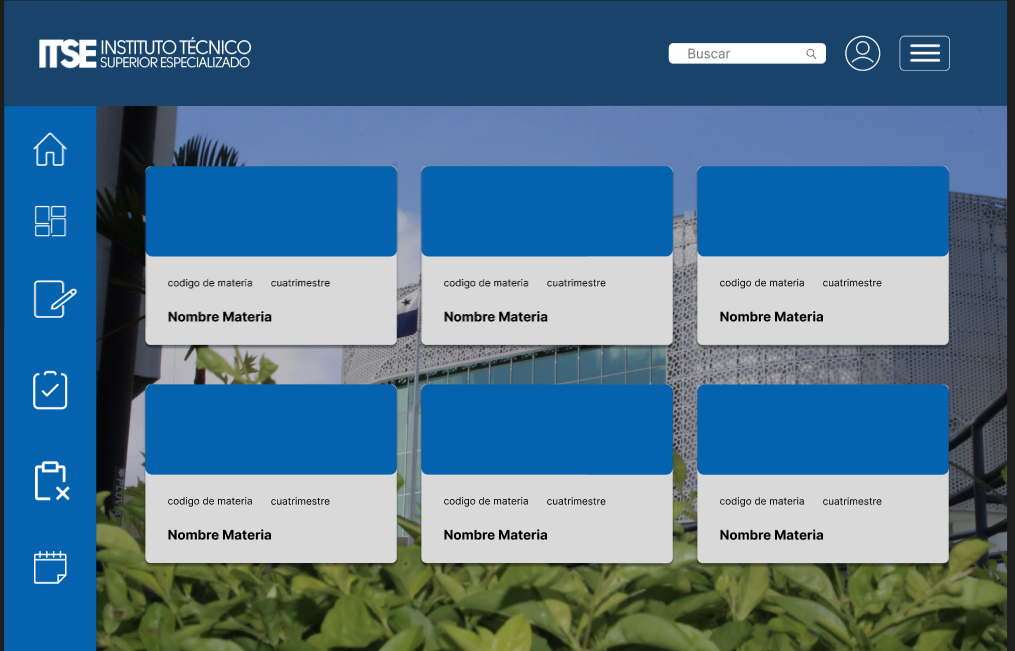 ITSE INSTITUTO TÉCNICO
SUPERIOR ESPECIALIZADO
Buscar
codigo de materia cuatrimestre
Nombre Materia
codigo de materia cuatrimestre
Nombre Materia
codigo de materia cuatrimestre
Nombre Materia
codigo de materia cuatrimestre
Nombre Materia
codigo de materia cuatrimestre
Nombre Materia
codigo de materia cuatrimestre
Nombre Materia